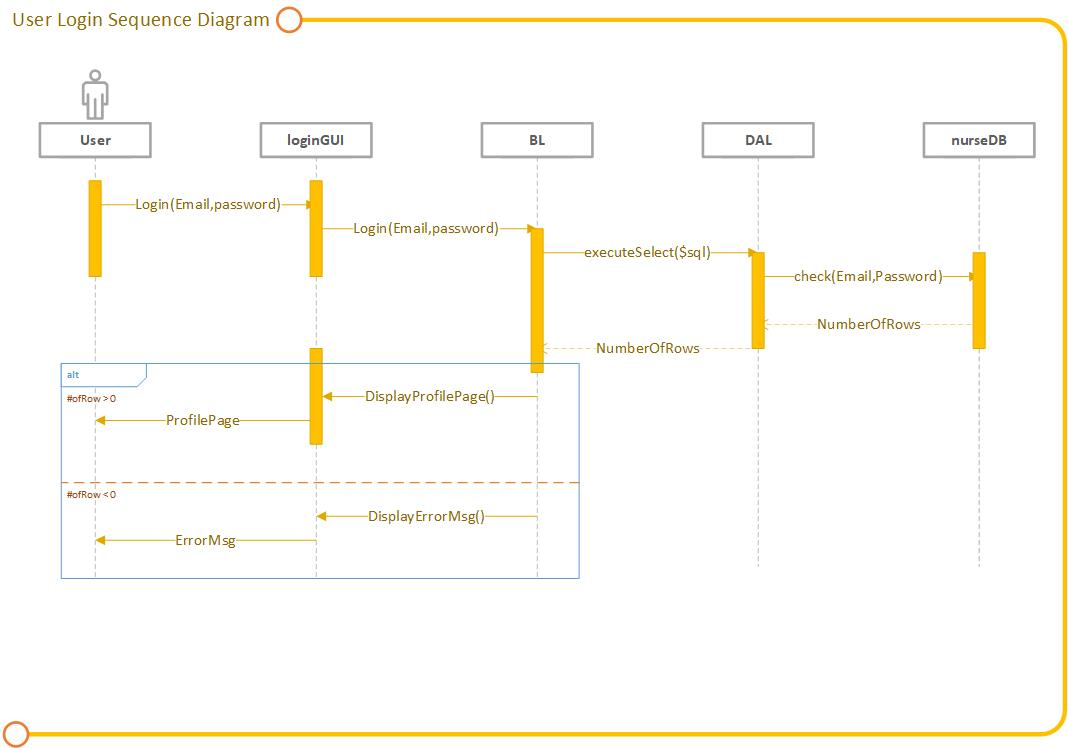 User Login Sequence Diagram
User
loginGUI
BL
DAL
nurseDB
Login(Email,password)
Login(Email,password)
executeSelect($sql)
check(Email,Password)
NumberOfRows
NumberOfRows
alt
#ofRow > 0
DisplayProfilePage()
ProfilePage
#ofRow < 0
DisplayErrorMsg()
ErrorMsg